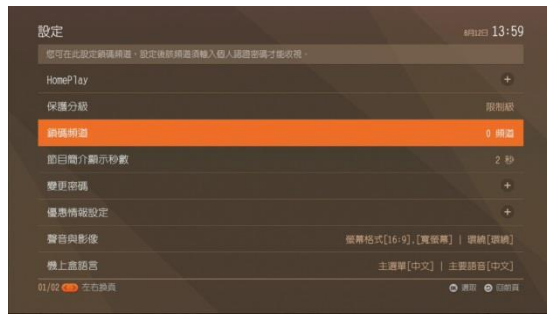 設定
8月12日 13:59
您可在此設定鎖碼頻道，設定後該頻道須輸入個人認證密碼才能收視。
HomePlay +
保護分級 限制級
鎖碼頻道 0 頻道
節目簡介顯示秒數 2 秒
變更密碼 +
優惠情報設定 +
聲音與影像 螢幕格式[16:9].[寬螢幕] | 環繞[環繞]
機上盒語言 主選單[中文] | 主要語言[中文]
01/02 左右換頁 選取 回前頁